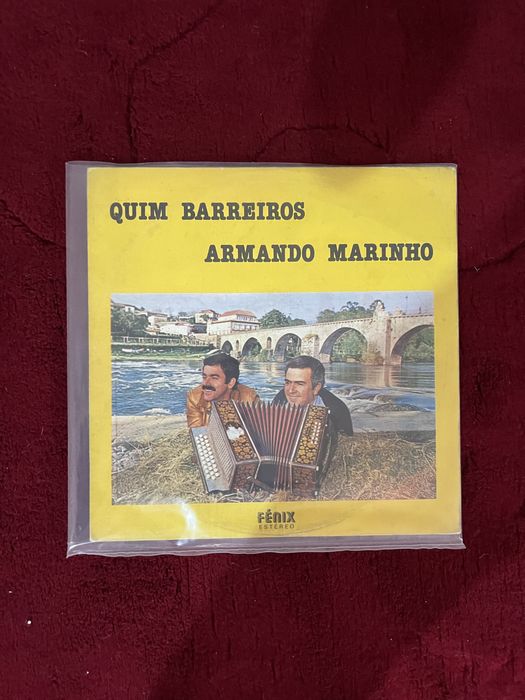 QUIM BARREIROS
ARMANDO MARINHO
FÉNIX
ESTÉREO